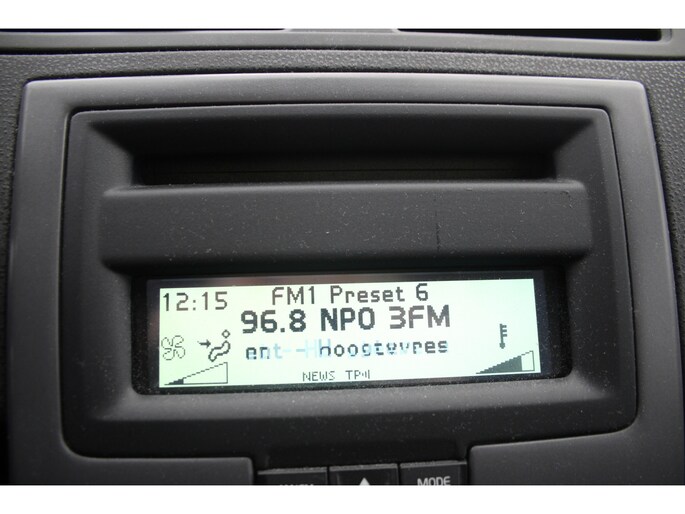 12:15 FM1 Preset 6
96.8 NPO 3FM
NEWS TP
MODE